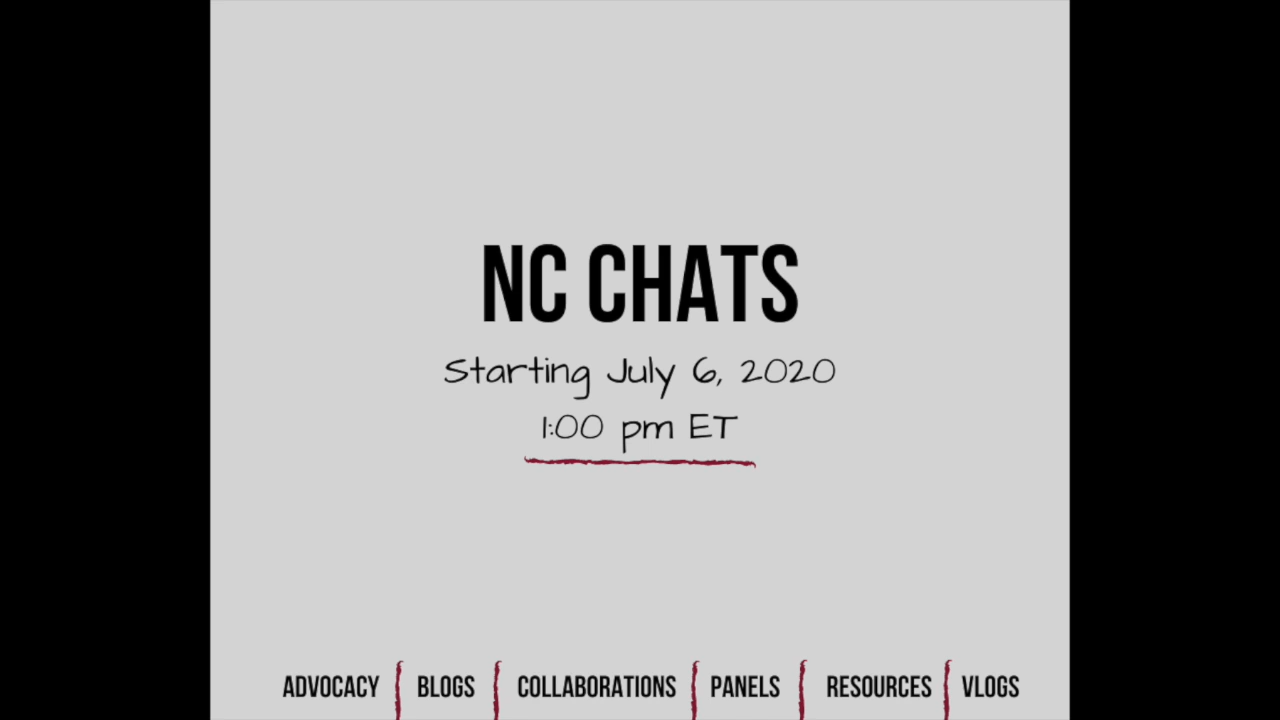 NC CHATS
Starting July 6, 2020
1:00 pm ET
ADVOCACY BLOGS COLLABORATIONS PANELS RESOURCES VLOGS